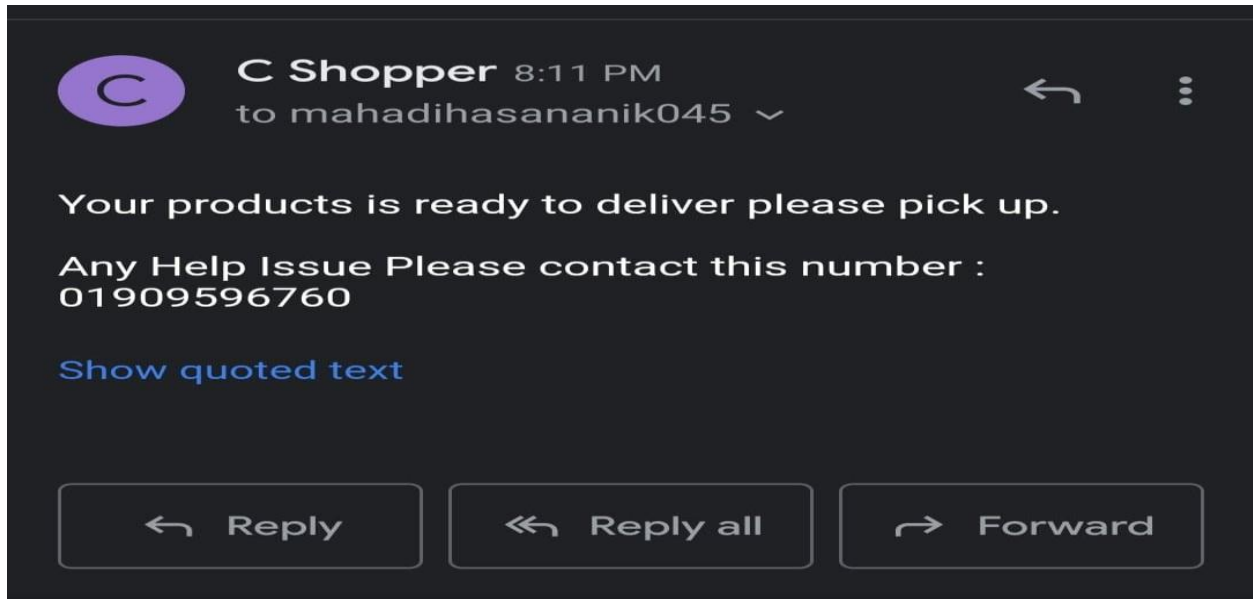 C
C Shopper 8:11 PM
to mahadihasananik045
Your products is ready to deliver please pick up.
Any Help Issue Please contact this number :
01909596760
Show quoted text
Reply
Reply all
Forward